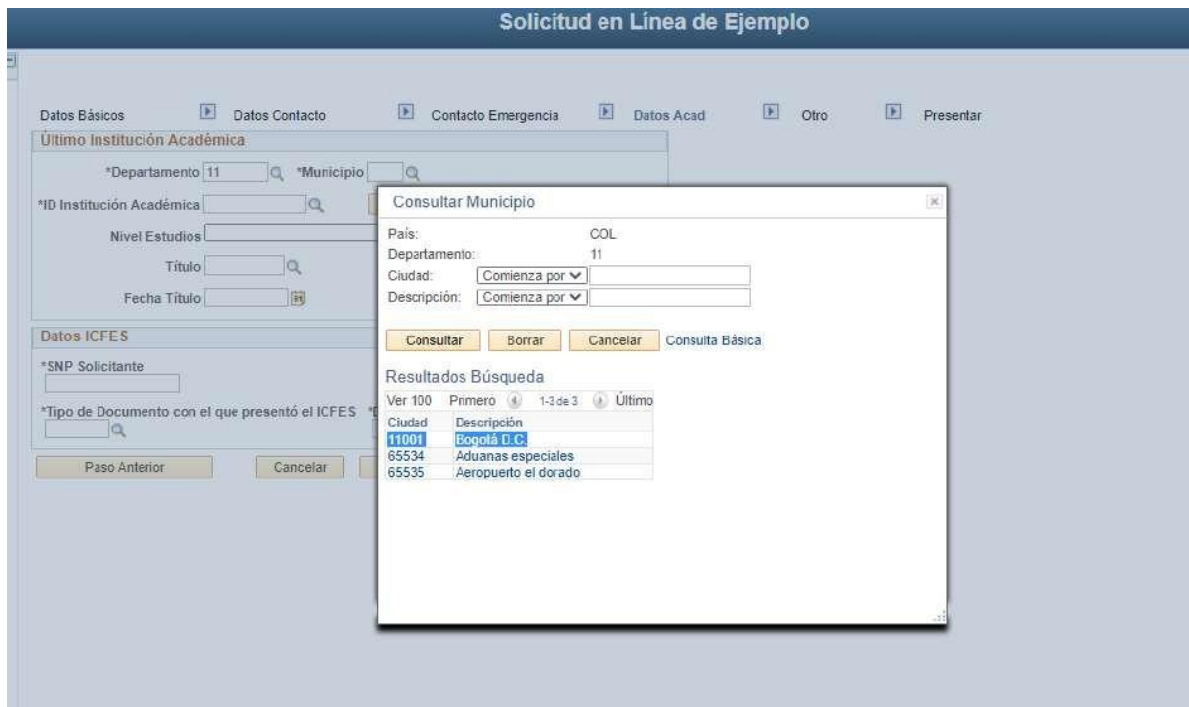 Solicitud en Línea de Ejemplo
Datos Básicos Datos Contacto Contacto Emergencia Datos Acad Otro Presentar
Último Institución Académica
*Departamento 11 *Municipio
*ID Institución Académica
Nivel Estudios
Título
Fecha Título
Datos ICFES
*SNP Solicitante
*Tipo de Documento con el que presentó el ICFES
Paso Anterior Cancelar
Consultar Municipio
País: COL
Departamento: 11
Ciudad: Comienza por
Descripción: Comienza por
Consultar Borrar Cancelar Consulta Básica
Resultados Búsqueda
Ver 100 Primero 1-3 de 3 Último
Ciudad Descripción
11001 Bogotá D.C.
65534 Aduanas especiales
65535 Aeropuerto el dorado